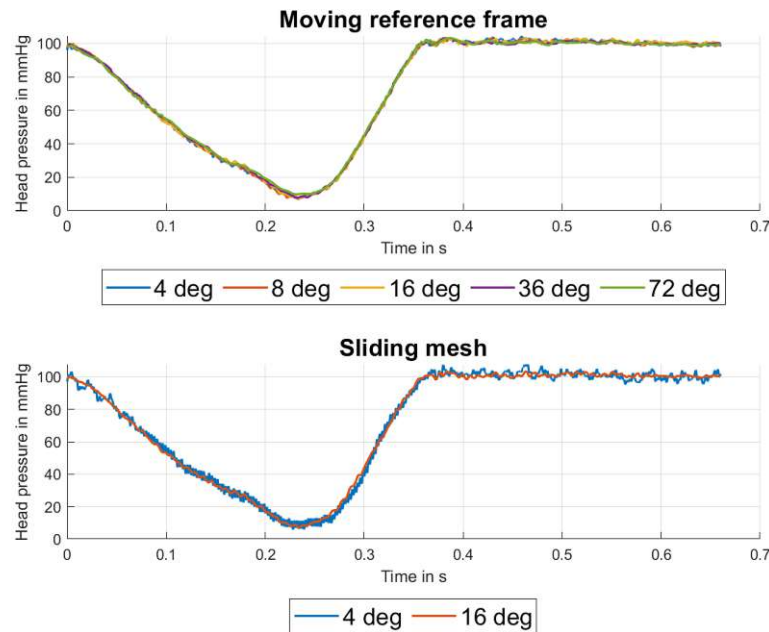 Moving reference frame
Head pressure in mmHg
100
80
60
40
20
0
0 0.1 0.2 0.3 0.4 0.5 0.6 0.7
Time in s
4 deg 8 deg 16 deg 36 deg 72 deg
Sliding mesh
Head pressure in mmHg
100
80
60
40
20
0
0 0.1 0.2 0.3 0.4 0.5 0.6 0.7
Time in s
4 deg 16 deg